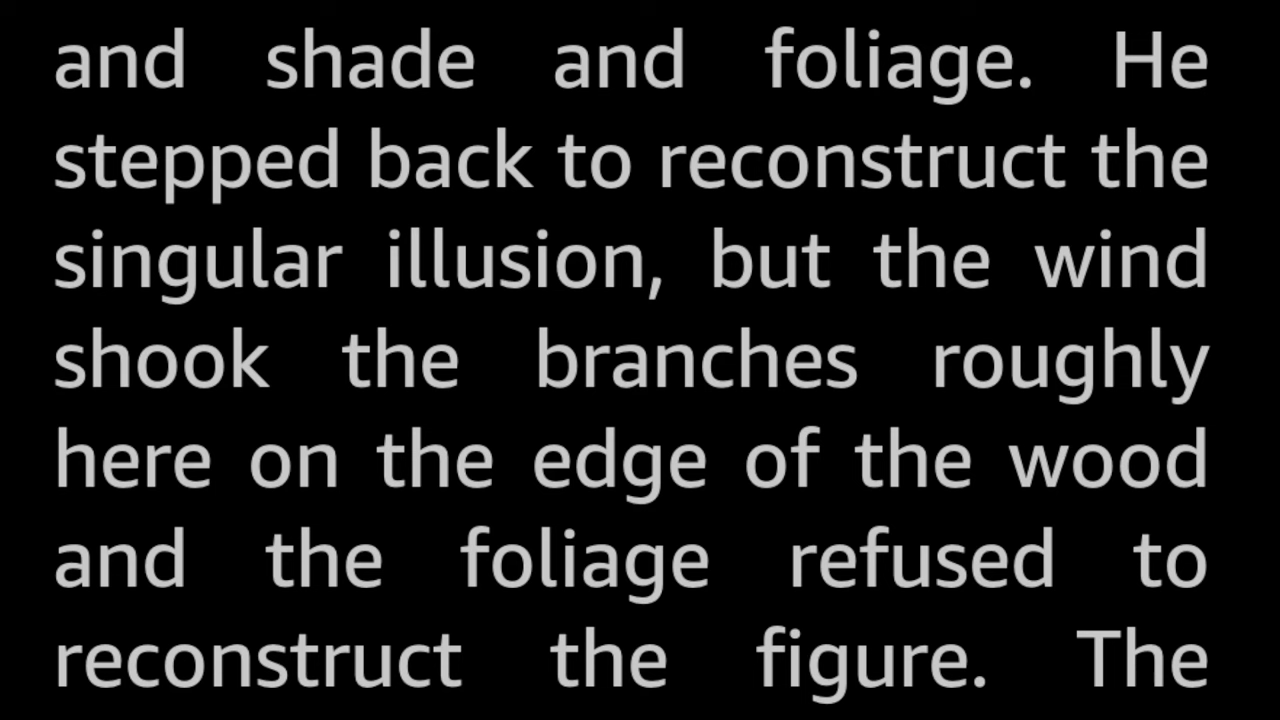 and shade and foliage. He
stepped back to reconstruct the
singular illusion, but the wind
shook the branches roughly
here on the edge of the wood
and the foliage refused to
reconstruct the figure. The